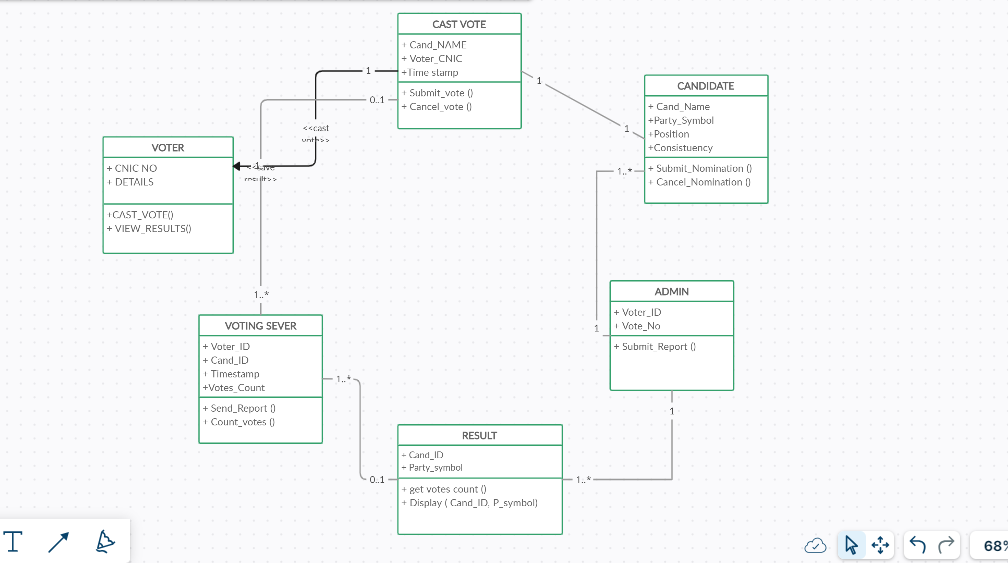 CAST VOTE
+ Cand_NAME
+ Voter_CNIC
+Time stamp
+ Submit_vote ()
+ Cancel_vote ()
1
0..1
1
1
<<cast
CANDIDATE
+ Cand_Name
+Party_Symbol
+Position
+Consistuency
+ Submit_Nomination ()
+ Cancel_Nomination ()
1..*
VOTER
+ CNIC NO
+ DETAILS
+CAST_VOTE()
+ VIEW_RESULTS()
1
1..*
VOTING SEVER
+ Voter_ID
+ Cand_ID
+ Timestamp
+Votes_Count
+ Send_Report ()
+ Count_votes ()
1..*
0..1
ADMIN
+ Voter_ID
+ Vote_No
+ Submit_Report ()
1
1
RESULT
+ Cand_ID
+ Party_symbol
+ get votes count ()
+ Display ( Cand_ID, P_symbol)
1..*
T
68%